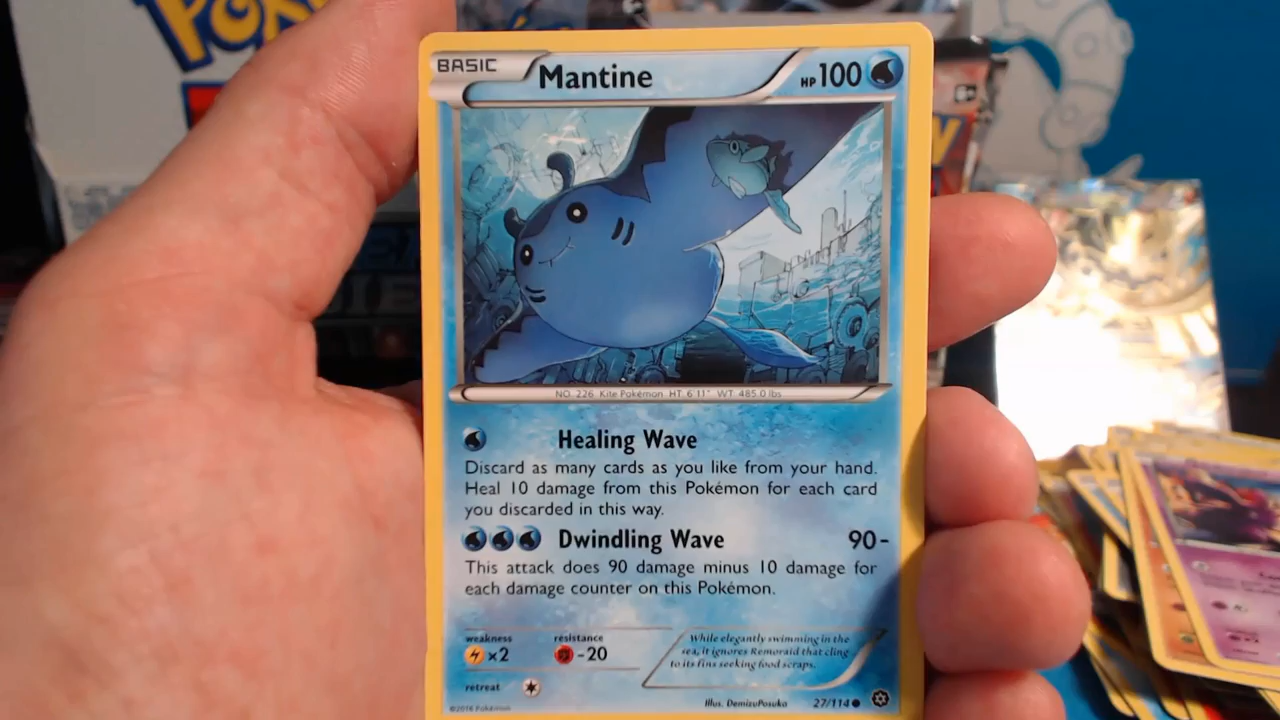 BASIC Mantine HP 100
NO. 226 Kite Pokémon HT: 6'11" WT: 485.0 lbs
Healing Wave
Discard as many cards as you like from your hand.
Heal 10 damage from this Pokémon for each card
you discarded in this way.
Dwindling Wave 90-
This attack does 90 damage minus 10 damage for
each damage counter on this Pokémon.
weakness resistance
×2 -20
retreat
While elegantly swimming in the
sea, it ignores Remoraid that cling
to its fins seeking food scraps.
Illus. DemizuPosuka 27/114
©2016 Pokémon